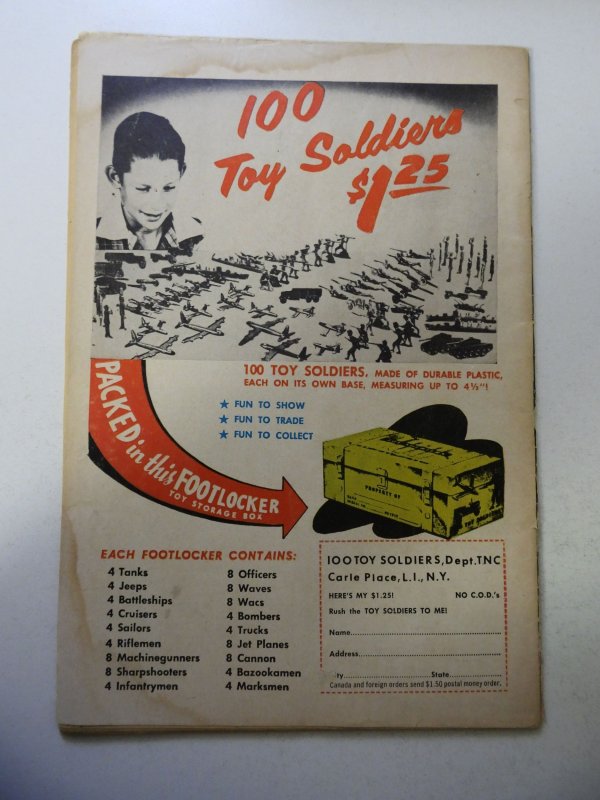 100
Toy Soldiers
$1.25
100 TOY SOLDIERS, MADE OF DURABLE PLASTIC,
EACH ON ITS OWN BASE, MEASURING UP TO 4½"!
★ FUN TO SHOW
★ FUN TO TRADE
★ FUN TO COLLECT
PACKED in this FOOTLOCKER
TOY STORAGE BOX
PROPERTY OF
EACH FOOTLOCKER CONTAINS:
4 Tanks
4 Jeeps
4 Battleships
4 Cruisers
4 Sailors
4 Riflemen
8 Machinegunners
8 Sharpshooters
4 Infantrymen
8 Officers
8 Waves
8 Wacs
4 Bombers
4 Trucks
8 Jet Planes
8 Cannon
4 Bazookamen
4 Marksmen
100 TOY SOLDIERS, Dept.TNC
Carle Place, L.I., N.Y.
HERE'S MY $1.25! NO C.O.D.'s
Rush the TOY SOLDIERS TO ME!
Name
Address
ty State
Canada and foreign orders send $1.50 postal money order.